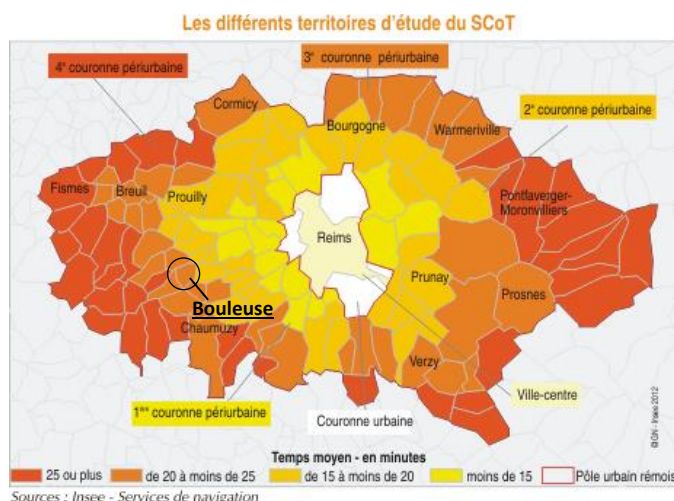 Les différents territoires d'étude du SCoT
4e couronne périurbaine
3e couronne périurbaine
2e couronne périurbaine
Cormicy
Bourgogne
Warmeriville
Fismes
Breuil
Prouilly
Pontfaverger-
Moronvilliers
Reims
Bouleuse
Prunay
Prosnes
Chaumuzy
Verzy
Ville-centre
1ère couronne périurbaine
Couronne urbaine
©IGN - Insee 2012
Temps moyen - en minutes
25 ou plus
de 20 à moins de 25
de 15 à moins de 20
moins de 15
Pôle urbain rémois
Sources : Insee - Services de navigation